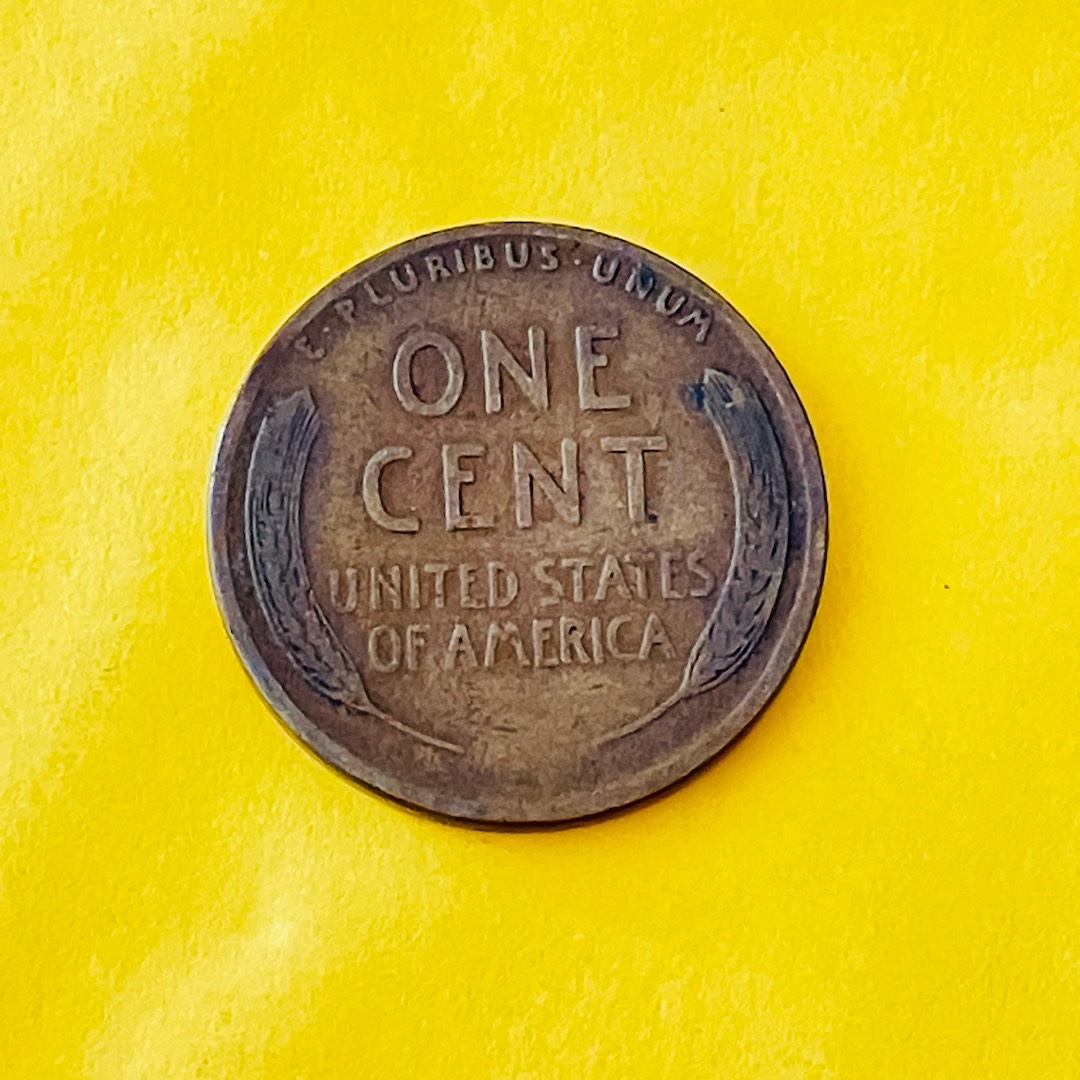 E·PLURIBUS·UNUM
ONE
CENT
UNITED STATES
OF AMERICA